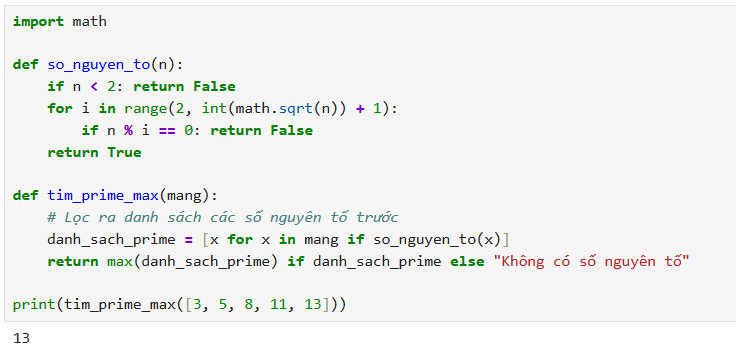 import math
def so_nguyen_to(n):
    if n < 2: return False
    for i in range(2, int(math.sqrt(n)) + 1):
        if n % i == 0: return False
    return True
def tim_prime_max(mang):
    # Lọc ra danh sách các số nguyên tố trước
    danh_sach_prime = [x for x in mang if so_nguyen_to(x)]
    return max(danh_sach_prime) if danh_sach_prime else "Không có số nguyên tố"
print(tim_prime_max([3, 5, 8, 11, 13]))
13